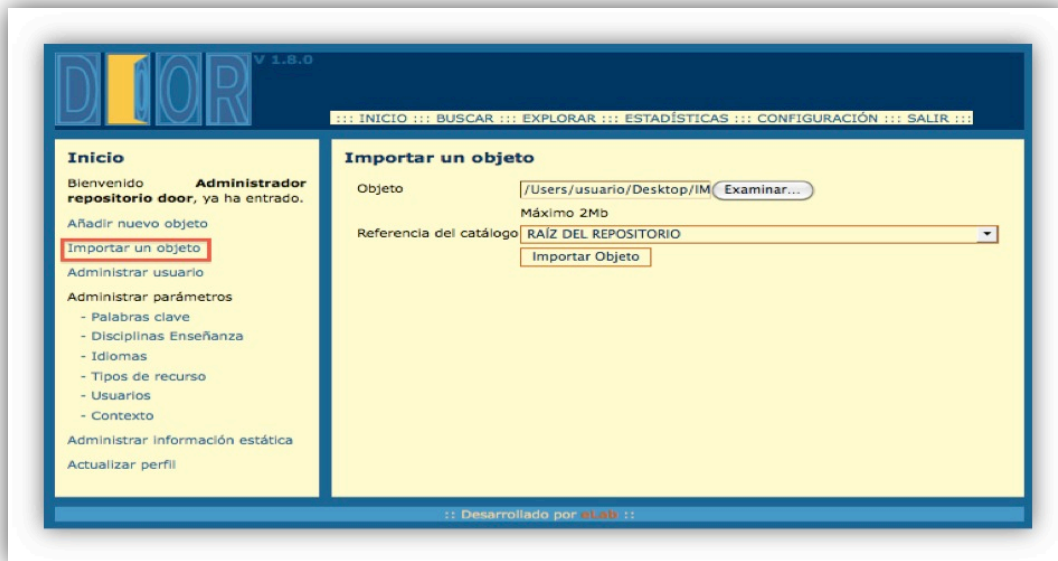 DOOR V 1.8.0
::: INICIO ::: BUSCAR ::: EXPLORAR ::: ESTADÍSTICAS ::: CONFIGURACIÓN ::: SALIR :::
Inicio
Bienvenido Administrador
repositorio door, ya ha entrado.
Añadir nuevo objeto
Importar un objeto
Administrar usuario
Administrar parámetros
- Palabras clave
- Disciplinas Enseñanza
- Idiomas
- Tipos de recurso
- Usuarios
- Contexto
Administrar información estática
Actualizar perfil
Importar un objeto
Objeto /Users/usuario/Desktop/IM Examinar...
Máximo 2Mb
Referencia del catálogo RAÍZ DEL REPOSITORIO
Importar Objeto
:: Desarrollado por eLab ::